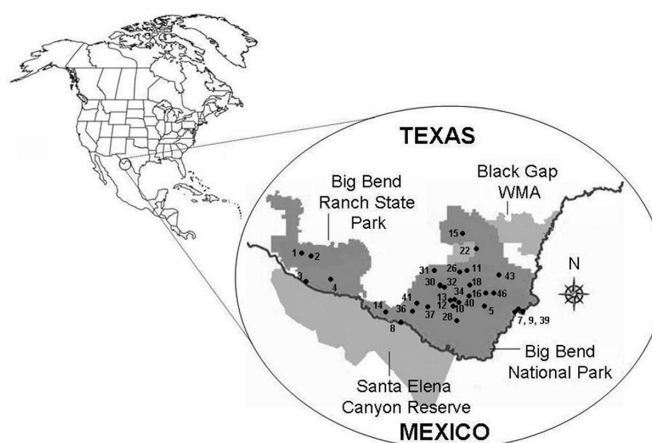 TEXAS
Black Gap
WMA
Big Bend
Ranch State
Park
15
1
2
22
31
26
11
43
3
4
30
32
18
N
34
16
46
14
41
13
12
10
40
5
36
37
28
7, 9, 39
8
Big Bend
National Park
Santa Elena
Canyon Reserve
MEXICO